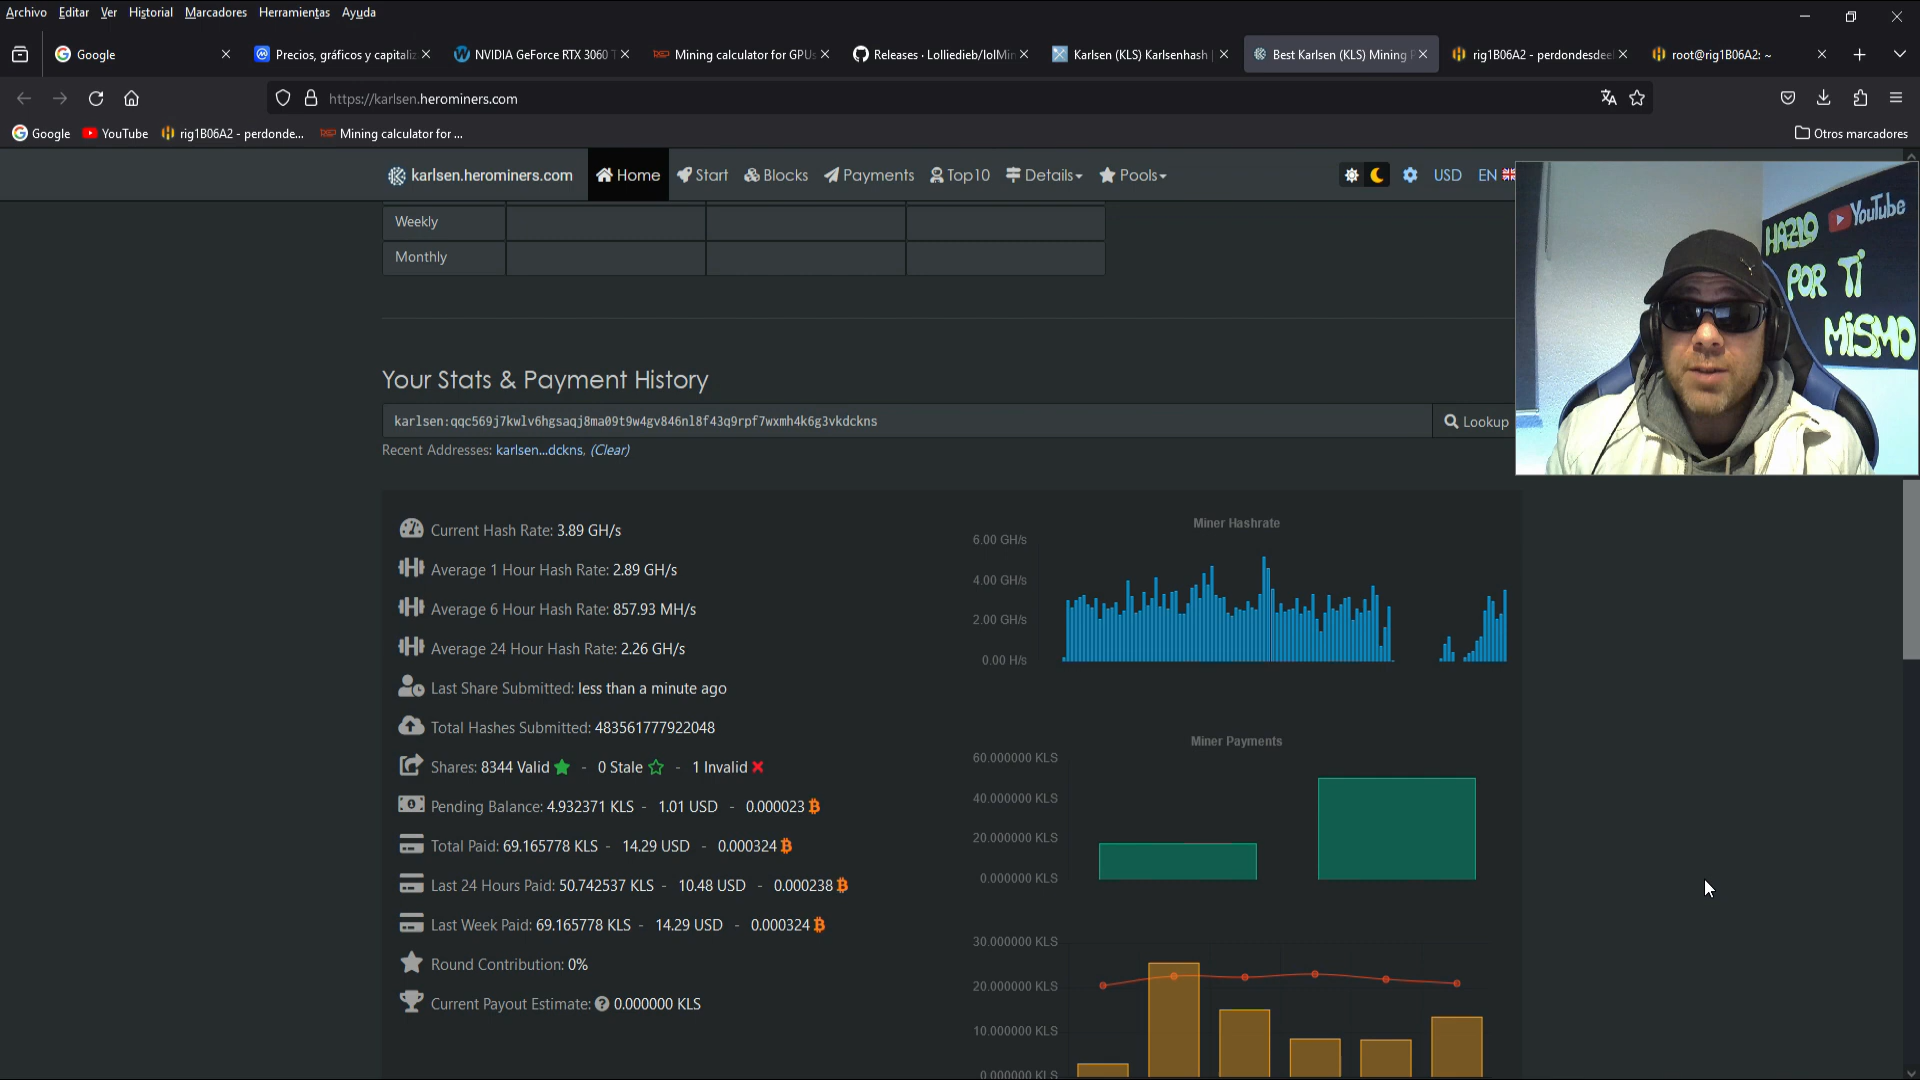 Archivo Editar Ver Historial Marcadores Herramientas Ayuda
Google
Precios, gráficos y capitaliz
NVIDIA GeForce RTX 3060 T
Mining calculator for GPUs
Releases · Lolliedieb/lolMin
Karlsen (KLS) Karlsenhash |
Best Karlsen (KLS) Mining P
rig1B06A2 - perdondesdeel
root@rig1B06A2: ~
https://karlsen.herominers.com
Google YouTube rig1B06A2 - perdonde... Mining calculator for ... Otros marcadores
karlsen.herominers.com Home Start Blocks Payments Top10 Details Pools USD EN
Weekly
Monthly
HAZLO YouTube
POR TI
MISMO
Your Stats & Payment History
karlsen:qqc569j7kwlv6hgsaqj8ma09t9w4gv846nl8f43q9rpf7wxmh4k6g3vkdckns
Lookup
Recent Addresses: karlsen...dckns, (Clear)
Current Hash Rate: 3.89 GH/s
Average 1 Hour Hash Rate: 2.89 GH/s
Average 6 Hour Hash Rate: 857.93 MH/s
Average 24 Hour Hash Rate: 2.26 GH/s
Last Share Submitted: less than a minute ago
Total Hashes Submitted: 483561777922048
Shares: 8344 Valid - 0 Stale - 1 Invalid
Pending Balance: 4.932371 KLS - 1.01 USD - 0.000023
Total Paid: 69.165778 KLS - 14.29 USD - 0.000324
Last 24 Hours Paid: 50.742537 KLS - 10.48 USD - 0.000238
Last Week Paid: 69.165778 KLS - 14.29 USD - 0.000324
Round Contribution: 0%
Current Payout Estimate: 0.000000 KLS
Miner Hashrate
6.00 GH/s
4.00 GH/s
2.00 GH/s
0.00 H/s
Miner Payments
60.000000 KLS
40.000000 KLS
20.000000 KLS
0.000000 KLS
30.000000 KLS
20.000000 KLS
10.000000 KLS
0.000000 KLS